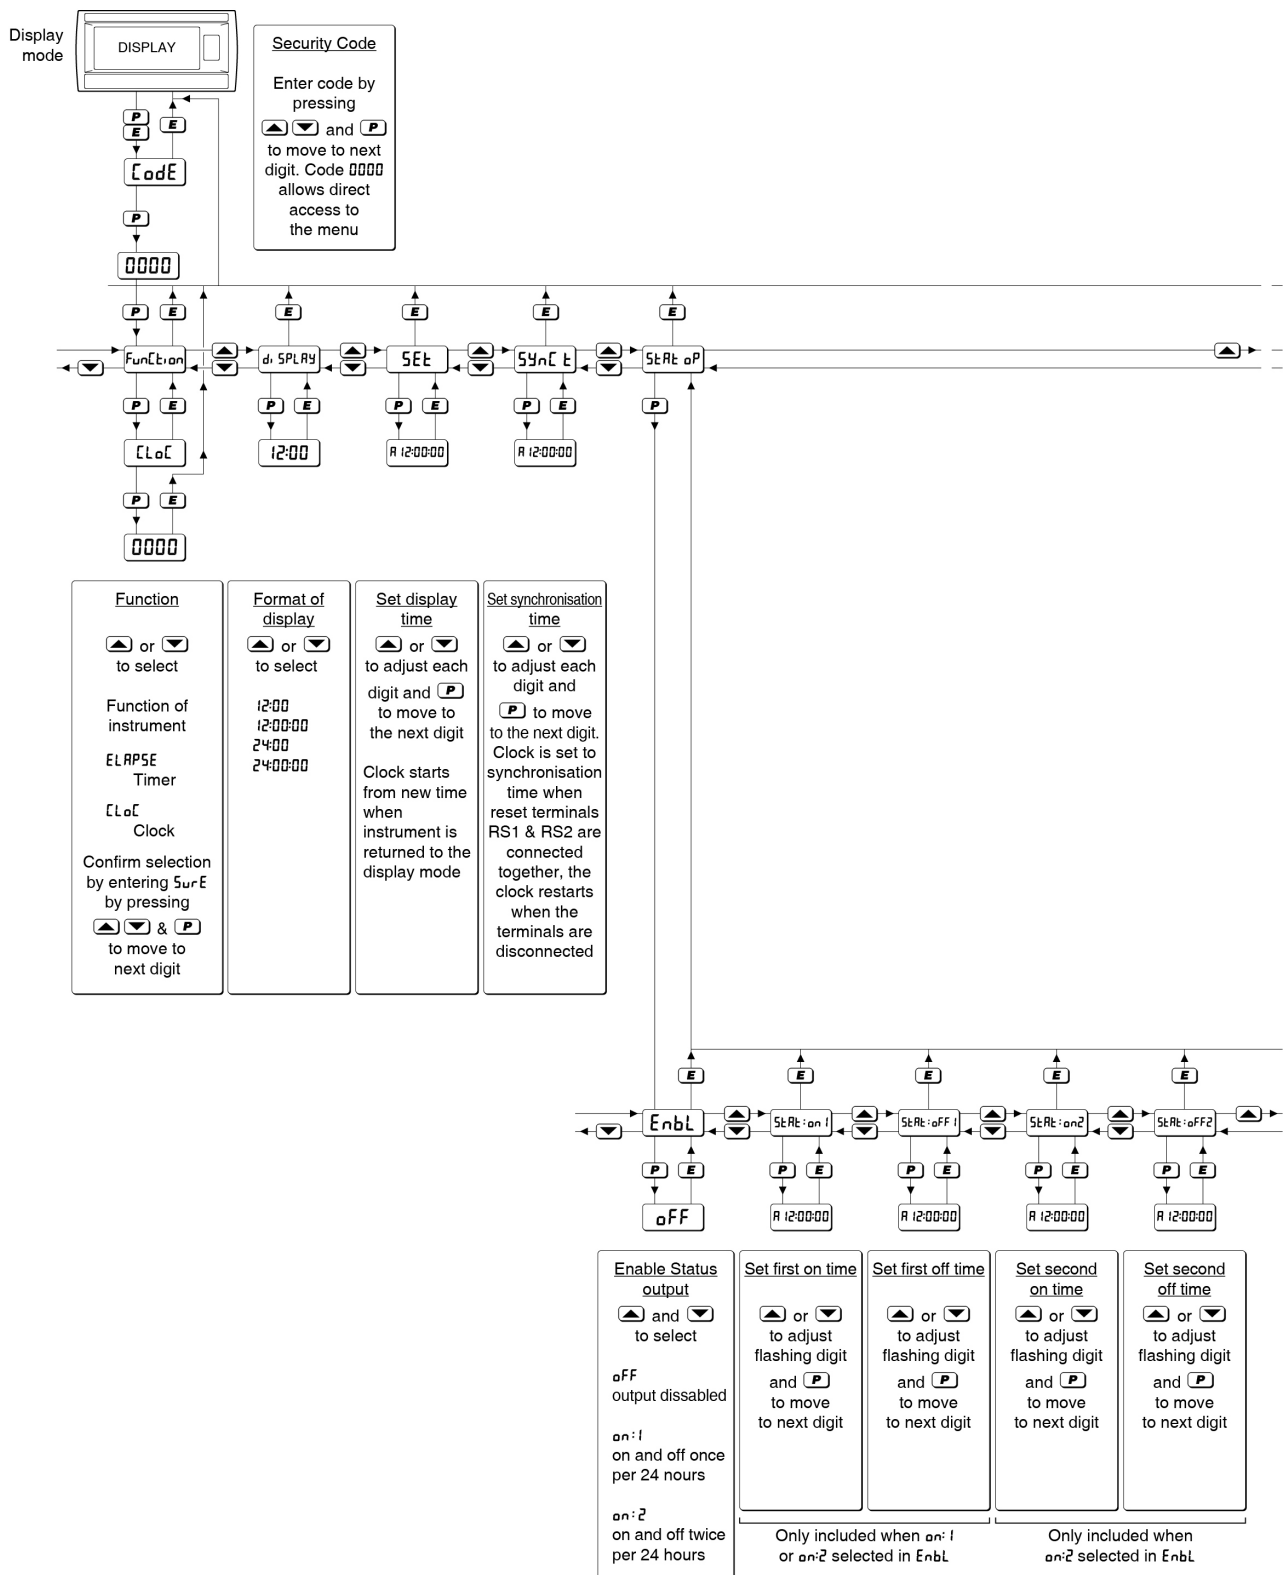 Display
mode
DISPLAY
Security Code
Enter code by
pressing
and P
to move to next
digit. Code 0000
allows direct
access to
the menu
P
E
E
CodE
P
0000
P E E E E E
FunCtion
di SPLAY
SEt
SYnC t
StAt oP
P E P E P E P E P
CLoC
12:00
A 12:00:00
A 12:00:00
P E
0000
Function
or
to select
Function of
instrument
ELAPSE
Timer
CLoC
Clock
Confirm selection
by entering SurE
by pressing
& P
to move to
next digit
Format of
display
or
to select
12:00
12:00:00
24:00
24:00:00
Set display
time
or
to adjust each
digit and P
to move to
the next digit
Clock starts
from new time
when
instrument is
returned to the
display mode
Set synchronisation
time
or
to adjust each
digit and
P to move
to the next digit.
Clock is set to
synchronisation
time when
reset terminals
RS1 & RS2 are
connected
together, the
clock restarts
when the
terminals are
disconnected
E E E E E
EnbL
StAt:on1
StAt:oFF1
StAt:on2
StAt:oFF2
P E P E P E P E P E
oFF
A 12:00:00
A 12:00:00
A 12:00:00
A 12:00:00
Enable Status
output
and
to select
oFF
output dissabled
on:1
on and off once
per 24 nours
on:2
on and off twice
per 24 hours
Set first on time
or
to adjust
flashing digit
and P
to move
to next digit
Set first off time
or
to adjust
flashing digit
and P
to move
to next digit
Set second
on time
or
to adjust
flashing digit
and P
to move
to next digit
Set second
off time
or
to adjust
flashing digit
and P
to move
to next digit
Only included when on:1
or on:2 selected in EnbL
Only included when
on:2 selected in EnbL